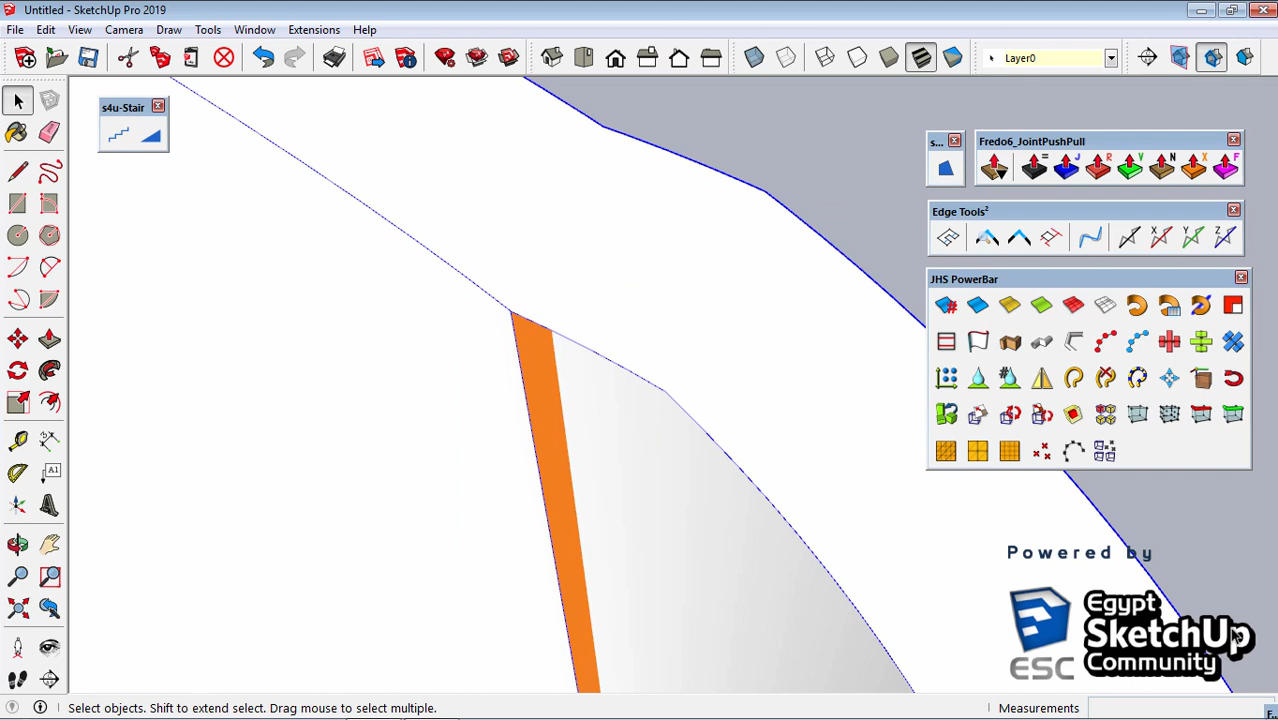 Untitled - SketchUp Pro 2019
File Edit View Camera Draw Tools Window Extensions Help
Layer0
s4u-Stair
s...
Fredo6_JointPushPull
= J R V N X F
Edge Tools²
X Y Z
JHS PowerBar
A1
Powered by
Egypt
SketchUp
Community
ESC
Select objects. Shift to extend select. Drag mouse to select multiple.
Measurements
F.